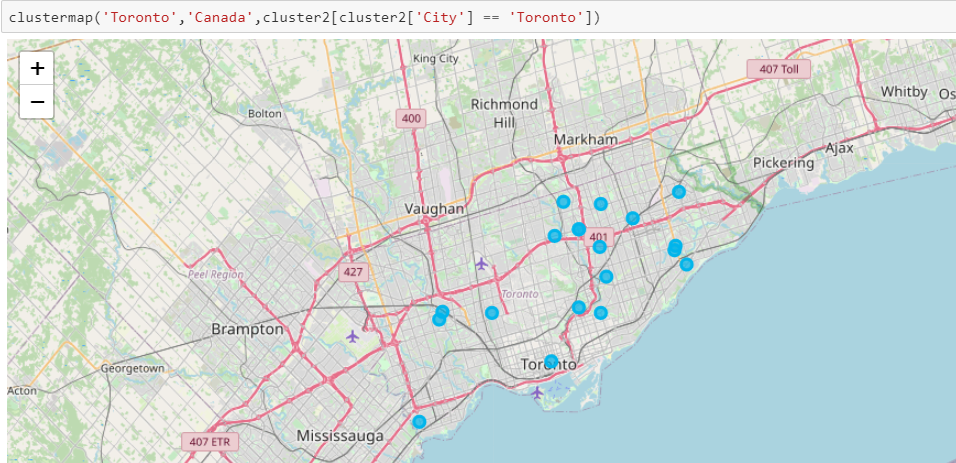 clustermap('Toronto','Canada',cluster2[cluster2['City'] == 'Toronto'])
+
−
King City
407 Toll
Whitby
Os
Richmond
Hill
Bolton
400
Markham
Ajax
Pickering
Vaughan
401
427
Peel Region
Toronto
Brampton
Georgetown
Toronto
Acton
Mississauga
407 ETR